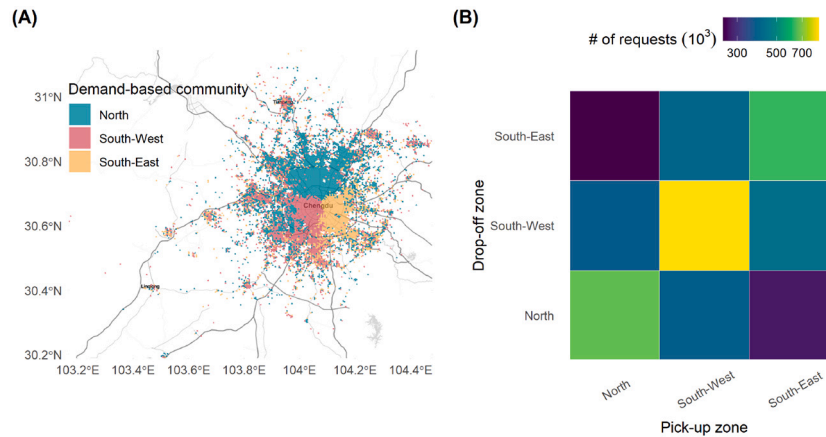 (A)
Demand-based community
North
South-West
South-East
Chengdu
31°N
30.8°N
30.6°N
30.4°N
30.2°N
103.2°E 103.4°E 103.6°E 103.8°E 104°E 104.2°E 104.4°E
(B)
# of requests (10³)
300 500 700
Drop-off zone
South-East
South-West
North
North South-West South-East
Pick-up zone